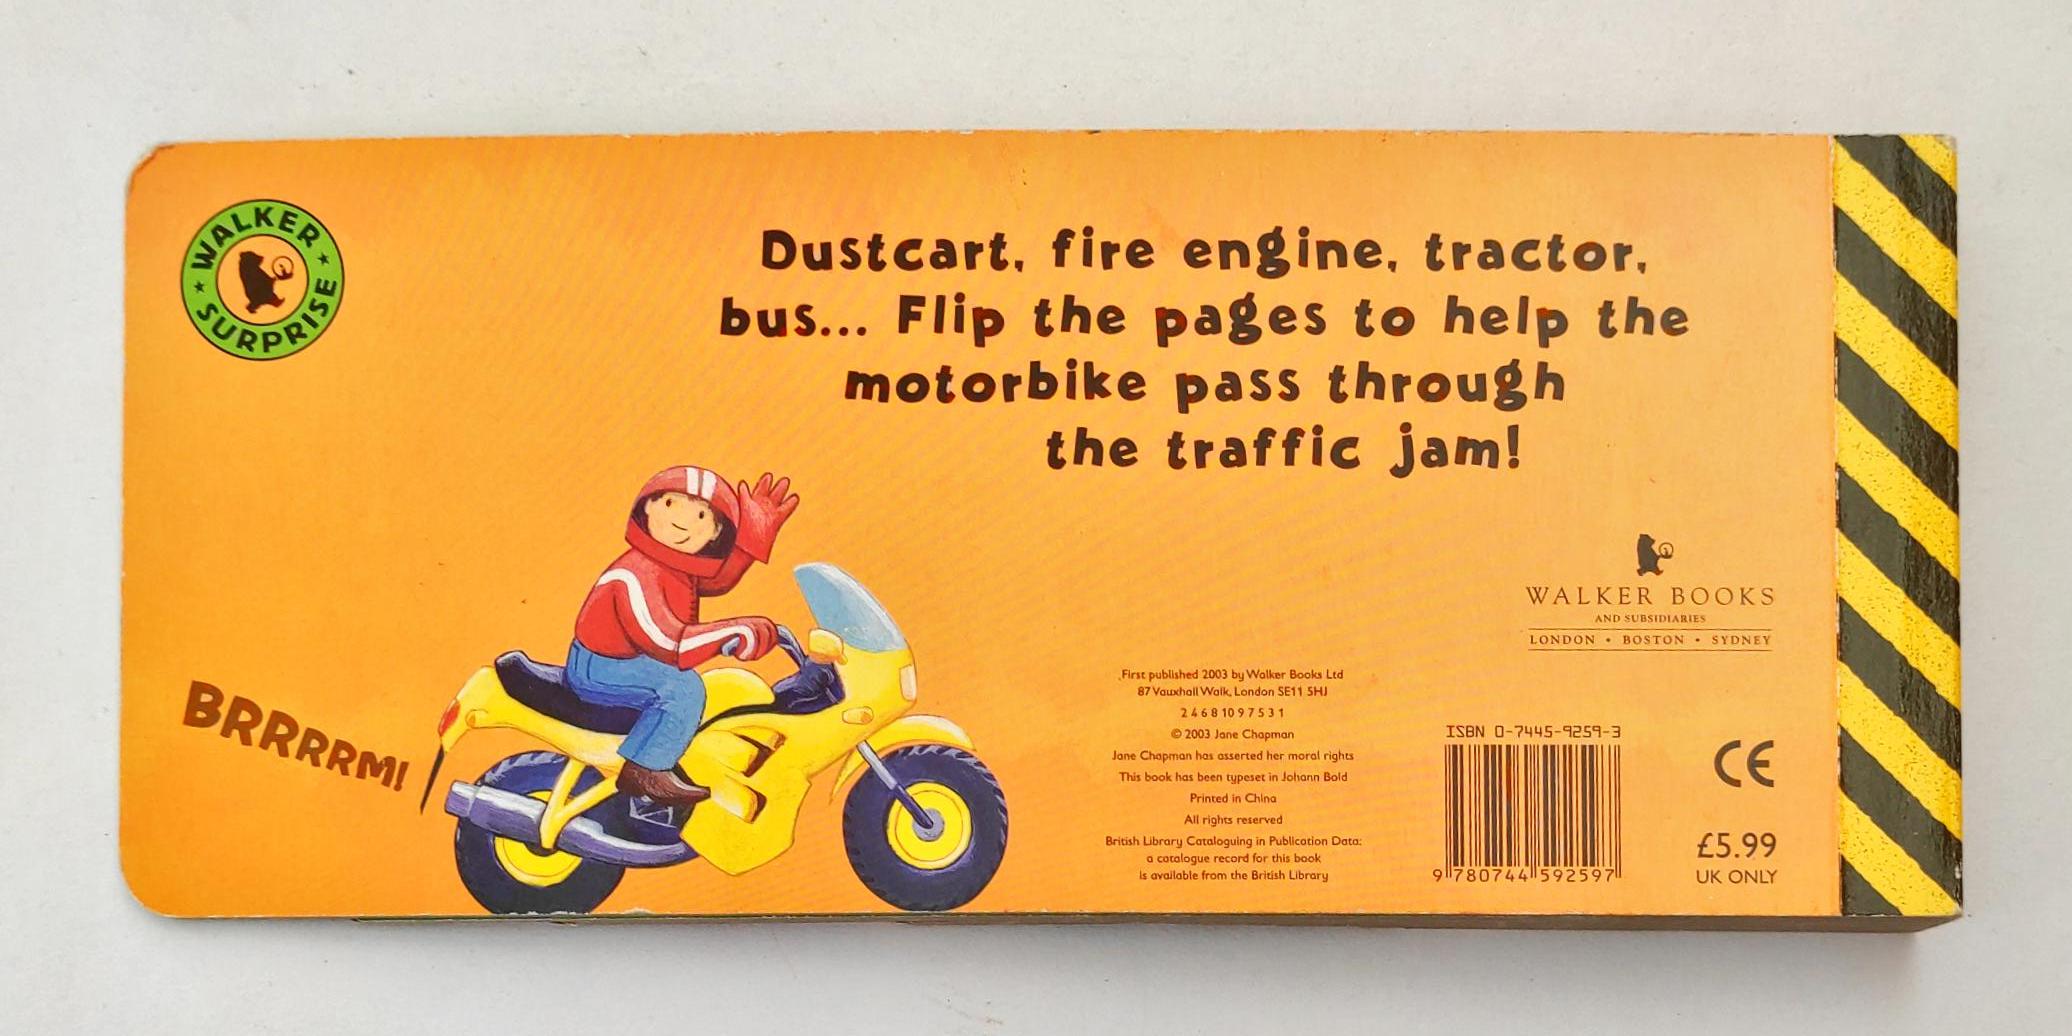 WALKER
SURPRISE
Dustcart, fire engine, tractor,
bus... Flip the pages to help the
motorbike pass through
the traffic jam!
BRRRRM!
WALKER BOOKS
AND SUBSIDIARIES
LONDON • BOSTON • SYDNEY
First published 2003 by Walker Books Ltd
87 Vauxhall Walk, London SE11 5HJ
2 4 6 8 10 9 7 5 3 1
© 2003 Jane Chapman
Jane Chapman has asserted her moral rights
This book has been typeset in Johann Bold
Printed in China
All rights reserved
British Library Cataloguing in Publication Data:
a catalogue record for this book
is available from the British Library
ISBN 0-7445-9259-3
9 780744 592597
CE
£5.99
UK ONLY